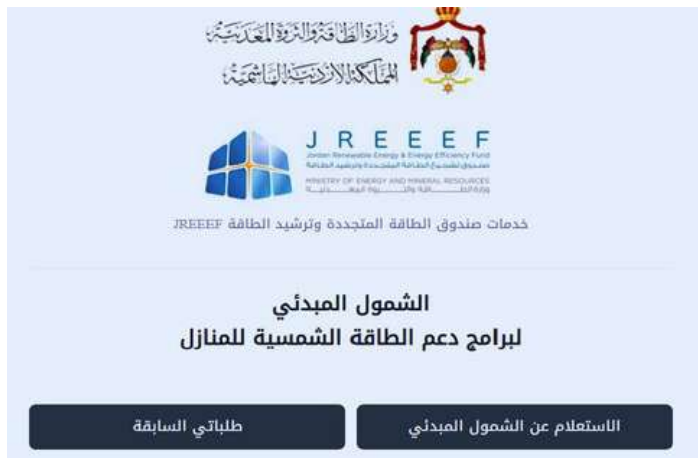 وزارة الطاقة والثروة المعدنية
المملكة الأردنية الهاشمية
J R E E E F
Jordan Renewable Energy & Energy Efficiency Fund
MINISTRY OF ENERGY AND MINERAL RESOURCES
خدمات صندوق الطاقة المتجددة وترشيد الطاقة JREEEF
الشمول المبدئي
لبرامج دعم الطاقة الشمسية للمنازل
الاستعلام عن الشمول المبدئي
طلباتي السابقة